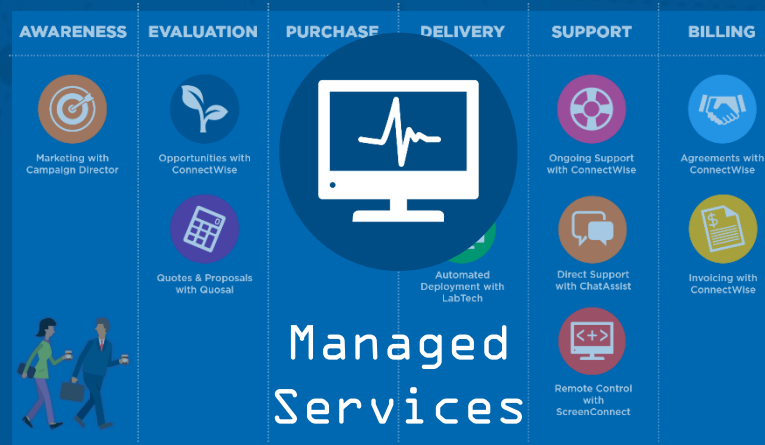 AWARENESS
EVALUATION
PURCHASE
DELIVERY
SUPPORT
BILLING
Marketing with
Campaign Director
Opportunities with
ConnectWise
Quotes & Proposals
with Quosal
Automated
Deployment with
LabTech
Ongoing Support
with ConnectWise
Direct Support
with ChatAssist
<+>
Remote Control
with
ScreenConnect
Agreements with
ConnectWise
$
Invoicing with
ConnectWise
Managed
Services